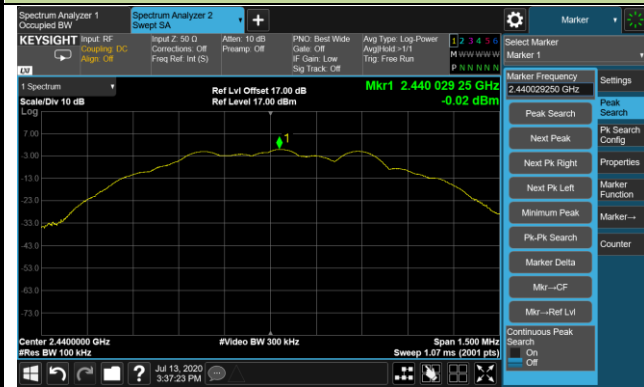 Spectrum Analyzer 1
Occupied BW
Spectrum Analyzer 2
Swept SA
+
Marker
KEYSIGHT
Input: RF
Coupling: DC
Align: Off
Input Z: 50 Ω
Corrections: Off
Freq Ref: Int (S)
Atten: 10 dB
Preamp: Off
PNO: Best Wide
Gate: Off
IF Gain: Low
Sig Track: Off
Avg Type: Log-Power
Avg|Hold >1/1
Trig: Free Run
1 2 3 4 5 6
M W W W W W
P N N N N N
LXI
Select Marker
Marker 1
1 Spectrum
Scale/Div 10 dB
Log
Ref Lvl Offset 17.00 dB
Ref Level 17.00 dBm
Mkr1 2.440 029 25 GHz
-0.02 dBm
1
7.00
-3.00
-13.0
-23.0
-33.0
-43.0
-53.0
-63.0
-73.0
Center 2.4400000 GHz
#Res BW 100 kHz
#Video BW 300 kHz
Span 1.500 MHz
Sweep 1.07 ms (2001 pts)
Marker Frequency
2.440029250 GHz
Peak Search
Next Peak
Next Pk Right
Next Pk Left
Minimum Peak
Pk-Pk Search
Marker Delta
Mkr→CF
Mkr→Ref Lvl
Continuous Peak
Search
On
Off
Settings
Peak
Search
Pk Search
Config
Properties
Marker
Function
Marker→
Counter
?
Jul 13, 2020
3:37:23 PM